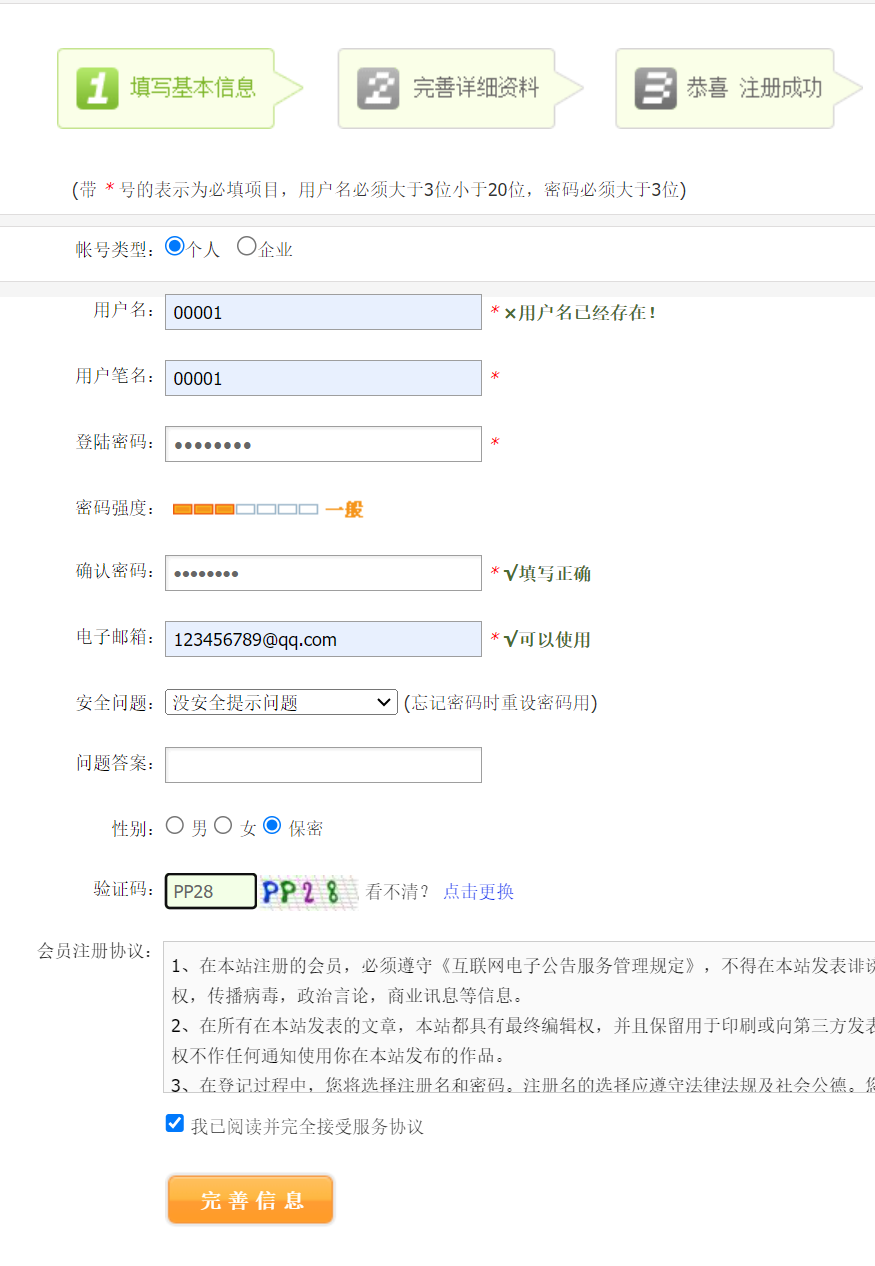 1 填写基本信息 2 完善详细资料 3 恭喜 注册成功
(带 * 号的表示为必填项目，用户名必须大于3位小于20位，密码必须大于3位)
帐号类型： 个人 企业
用户名： 00001 * ×用户名已经存在！
用户笔名： 00001 *
登陆密码： ●●●●●●●● *
密码强度： 一般
确认密码： ●●●●●●●● * √填写正确
电子邮箱： 123456789@qq.com * √可以使用
安全问题： 没安全提示问题 (忘记密码时重设密码用)
问题答案：
性别： 男 女 保密
验证码： PP28 PP28 看不清？ 点击更换
会员注册协议： 1、在本站注册的会员，必须遵守《互联网电子公告服务管理规定》，不得在本站发表诽
权，传播病毒，政治言论，商业讯息等信息。
2、在所有在本站发表的文章，本站都具有最终编辑权，并且保留用于印刷或向第三方发表
权不作任何通知使用你在本站发布的作品。
3、在登记过程中，您将选择注册名和密码。注册名的选择应遵守法律法规及社会公德。您
我已阅读并完全接受服务协议
完善信息